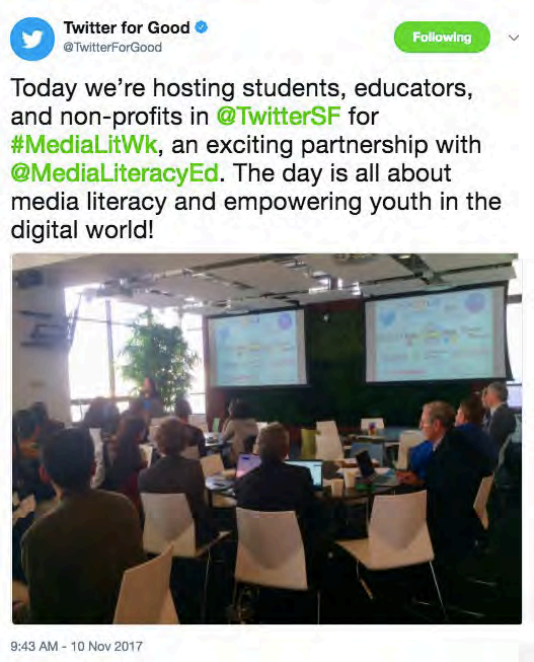 Twitter for Good
@TwitterForGood
Following
Today we're hosting students, educators,
and non-profits in @TwitterSF for
#MediaLitWk, an exciting partnership with
@MediaLiteracyEd. The day is all about
media literacy and empowering youth in the
digital world!
9:43 AM - 10 Nov 2017